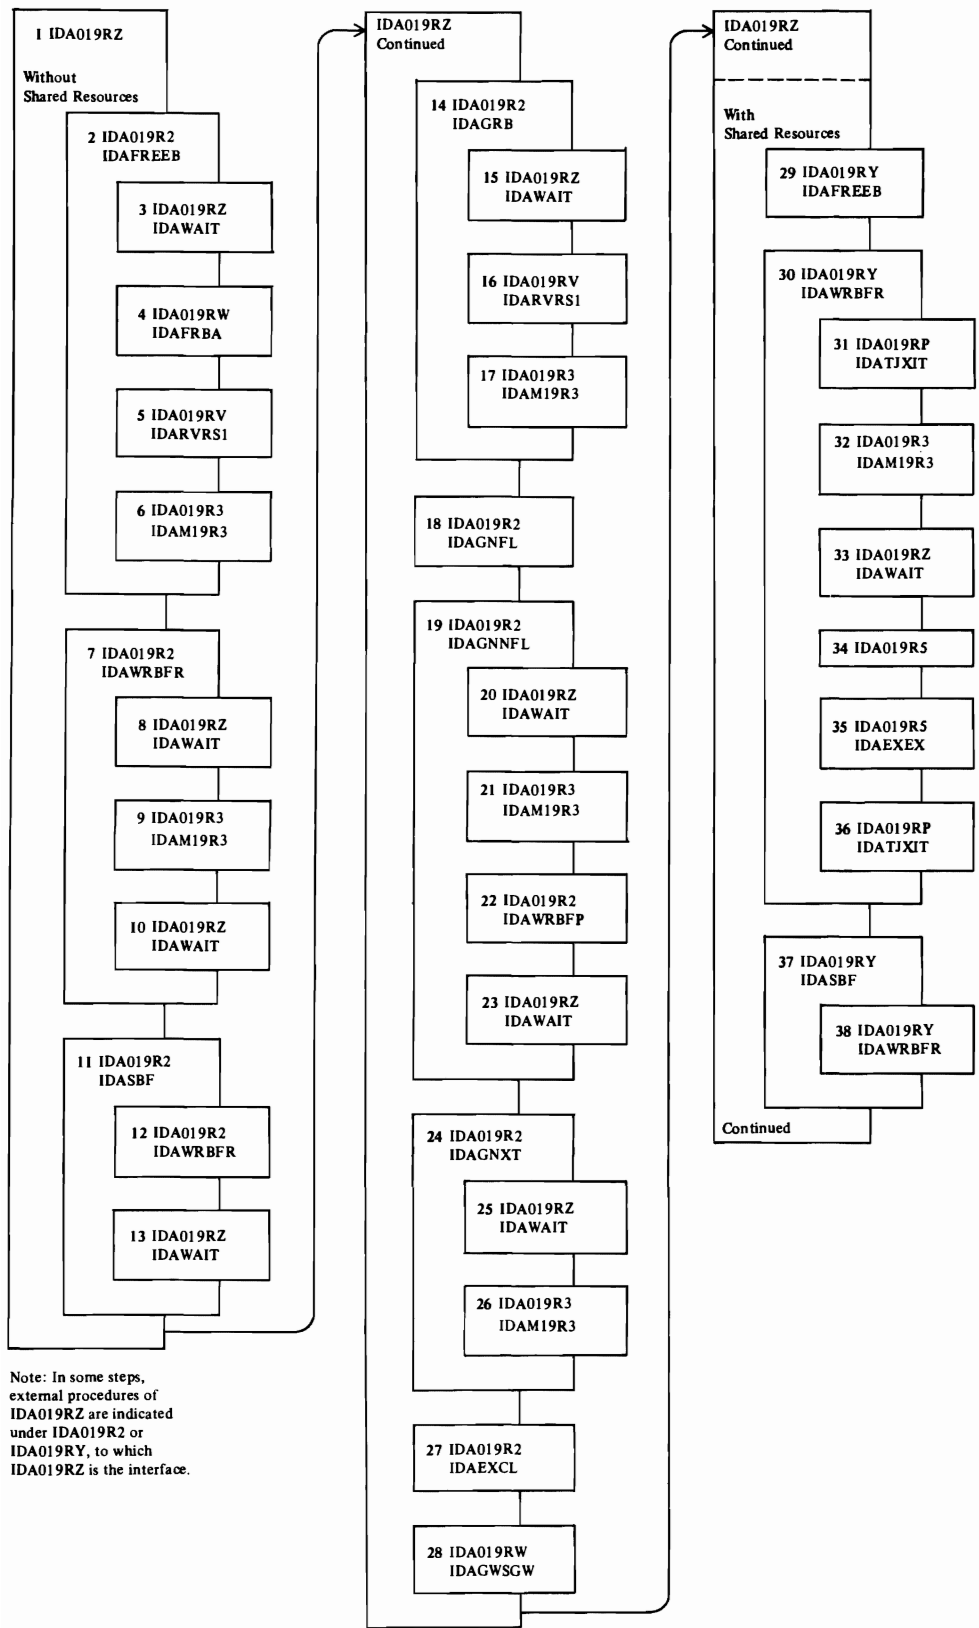 1 IDA019RZ
Without
Shared Resources
2 IDA019R2
IDAFREEB
3 IDA019RZ
IDAWAIT
4 IDA019RW
IDAFRBA
5 IDA019RV
IDARVRS1
6 IDA019R3
IDAM19R3
7 IDA019R2
IDAWRBFR
8 IDA019RZ
IDAWAIT
9 IDA019R3
IDAM19R3
10 IDA019RZ
IDAWAIT
11 IDA019R2
IDASBF
12 IDA019R2
IDAWRBFR
13 IDA019RZ
IDAWAIT
Note: In some steps,
external procedures of
IDA019RZ are indicated
under IDA019R2 or
IDA019RY, to which
IDA019RZ is the interface.
IDA019RZ
Continued
14 IDA019R2
IDAGRB
15 IDA019RZ
IDAWAIT
16 IDA019RV
IDARVRS1
17 IDA019R3
IDAM19R3
18 IDA019R2
IDAGNFL
19 IDA019R2
IDAGNNFL
20 IDA019RZ
IDAWAIT
21 IDA019R3
IDAM19R3
22 IDA019R2
IDAWRBFP
23 IDA019RZ
IDAWAIT
24 IDA019R2
IDAGNXT
25 IDA019RZ
IDAWAIT
26 IDA019R3
IDAM19R3
27 IDA019R2
IDAEXCL
28 IDA019RW
IDAGWSGW
IDA019RZ
Continued
With
Shared Resources
29 IDA019RY
IDAFREEB
30 IDA019RY
IDAWRBFR
31 IDA019RP
IDATJXIT
32 IDA019R3
IDAM19R3
33 IDA019RZ
IDAWAIT
34 IDA019R5
35 IDA019R5
IDAEXEX
36 IDA019RP
IDATJXIT
37 IDA019RY
IDASBF
38 IDA019RY
IDAWRBFR
Continued